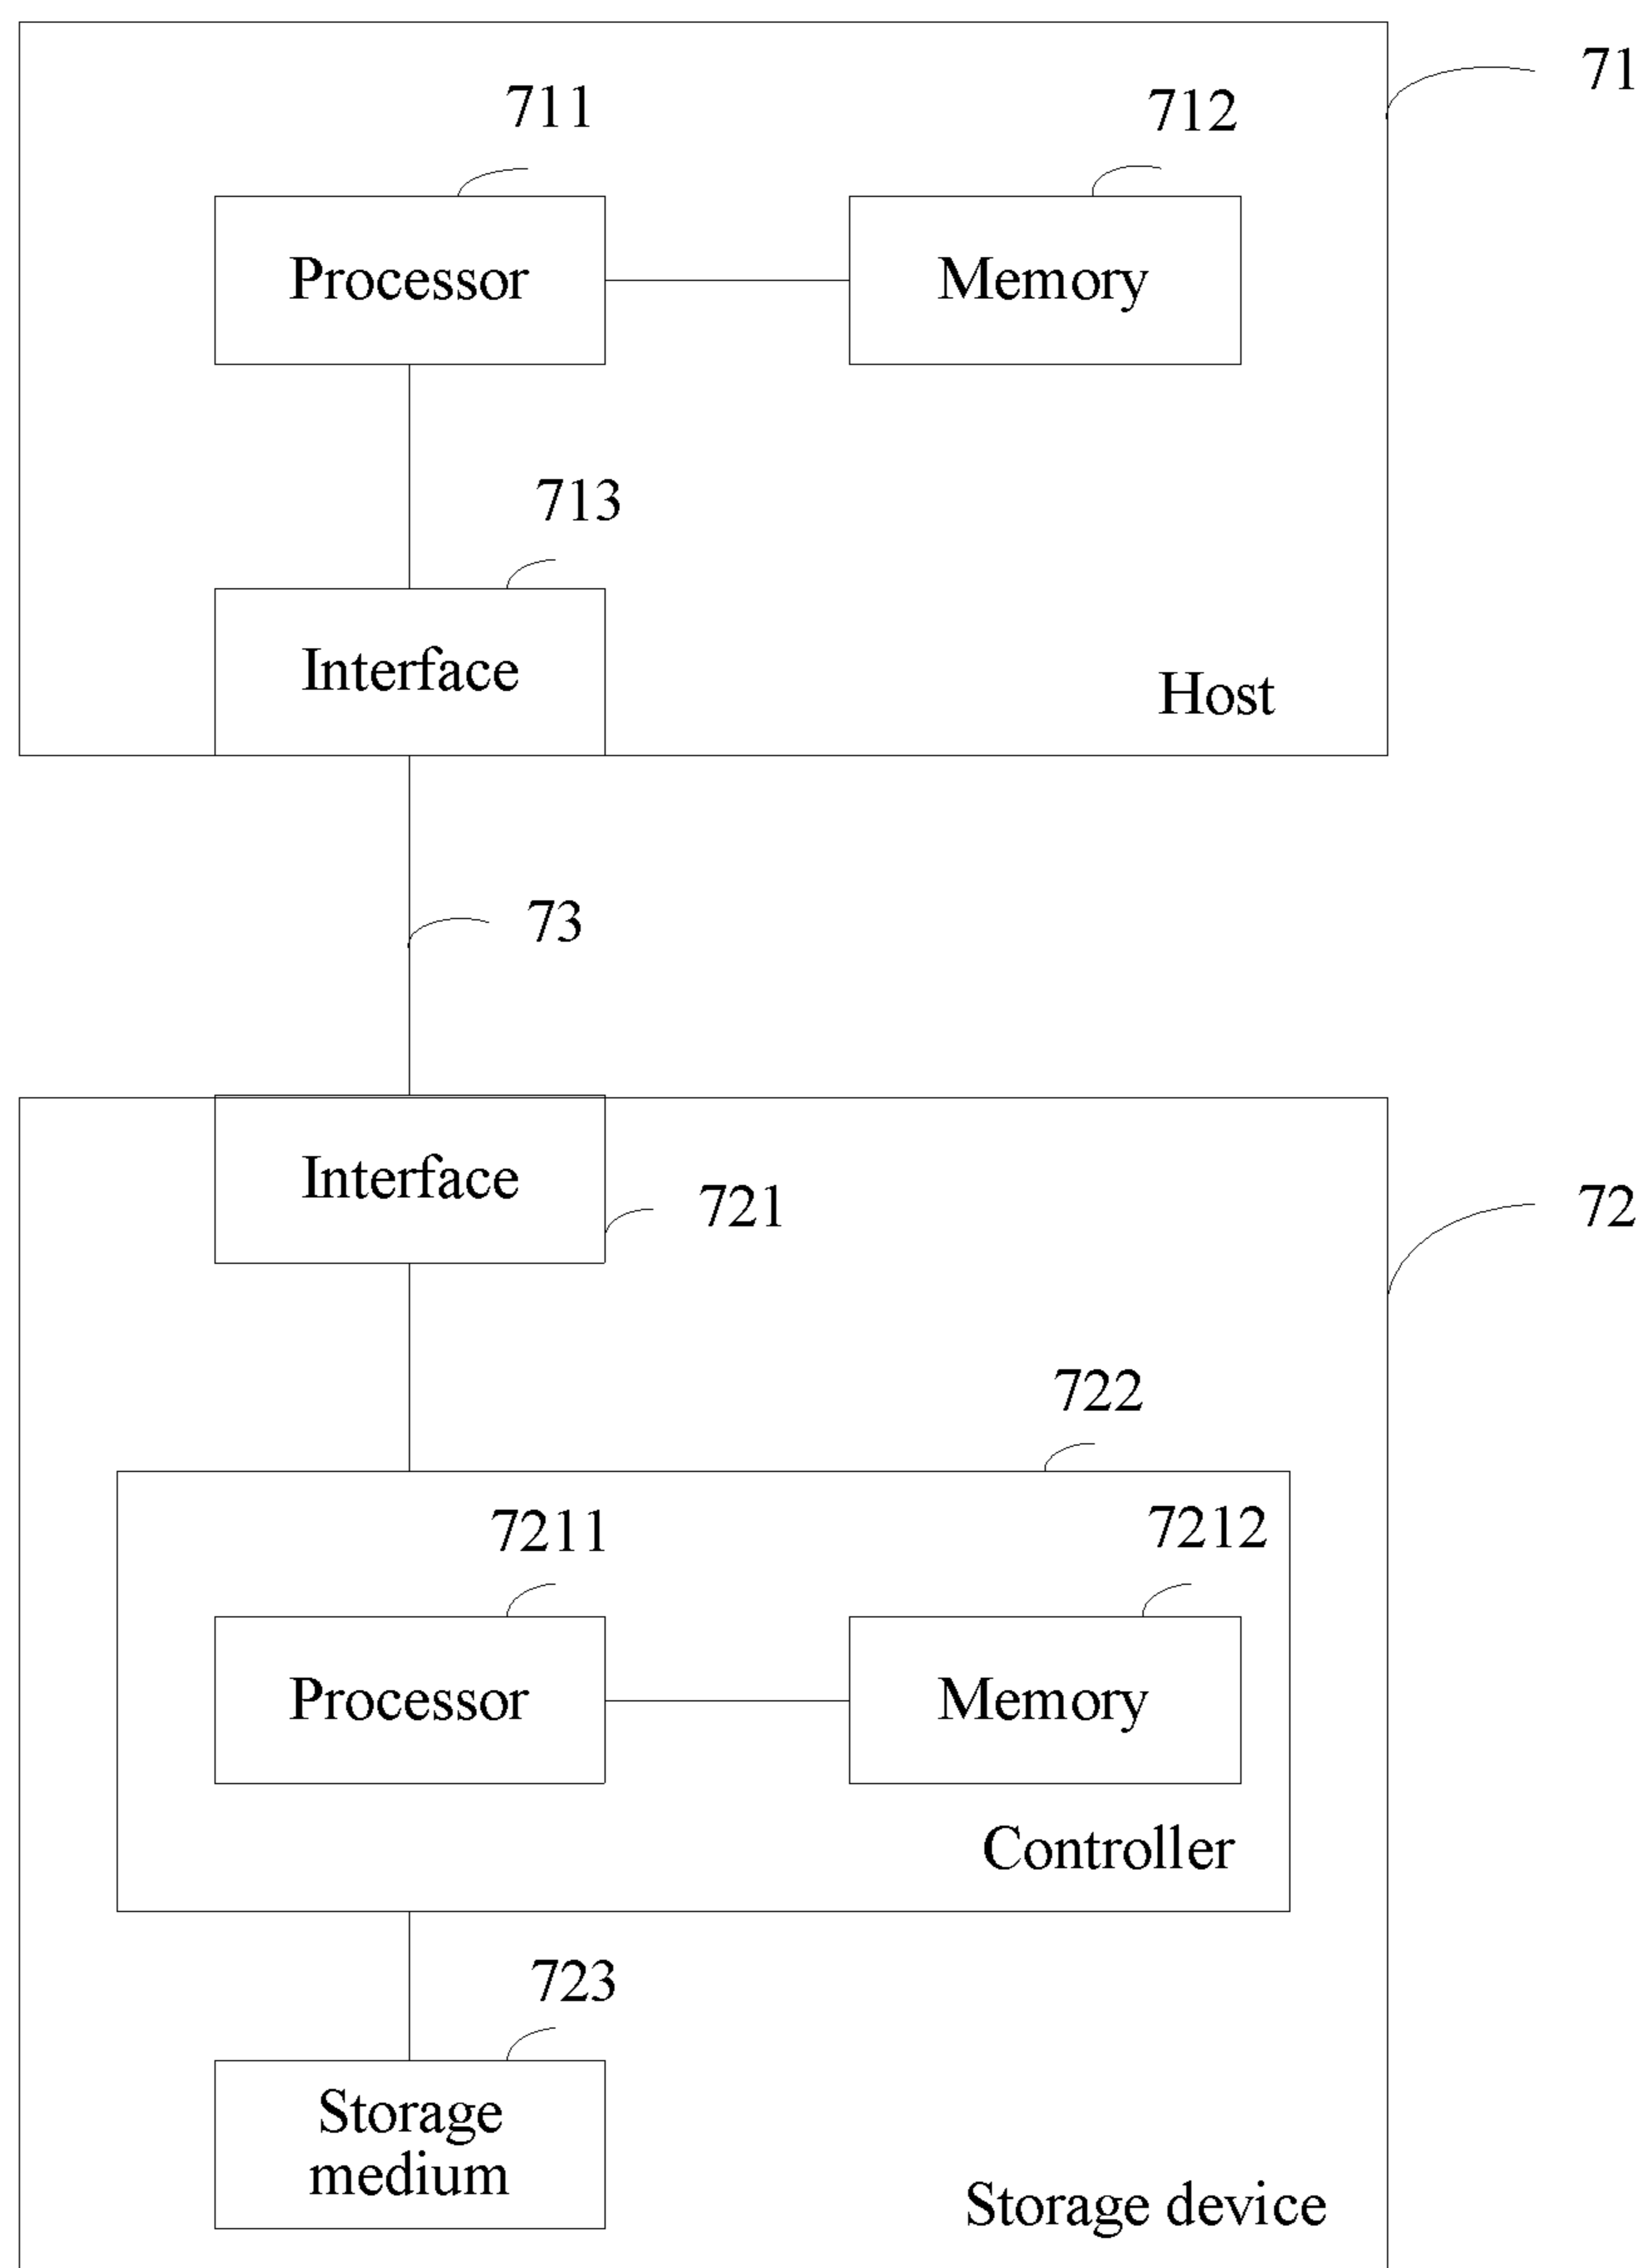 71
711
712
Processor
Memory
713
Interface
Host
73
Interface
721
72
722
7211
7212
Processor
Memory
Controller
723
Storage
medium
Storage device